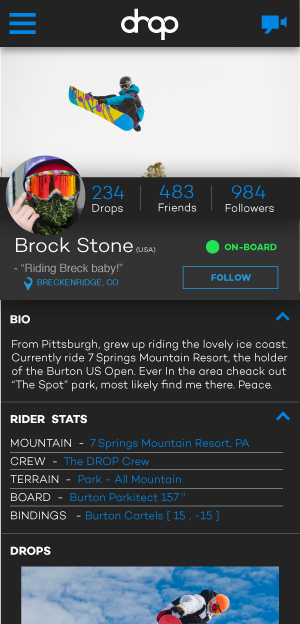 drop
234
483
984
Drops
Friends
Followers
Brock Stone (USA)
ON-BOARD
- "Riding Breck baby!"
BRECKENRIDGE, CO
FOLLOW
BIO
From Pittsburgh, grew up riding the lovely ice coast.
Currently ride 7 Springs Mountain Resort, the holder
of the Burton US Open. Ever In the area cheack out
"The Spot" park, most likely find me there. Peace.
RIDER STATS
MOUNTAIN - 7 Springs Mountain Resort, PA
CREW - The DROP Crew
TERRAIN - Park - All Mountain
BOARD - Burton Parkitect 157 "
BINDINGS - Burton Cartels [ 15 , -15 ]
DROPS